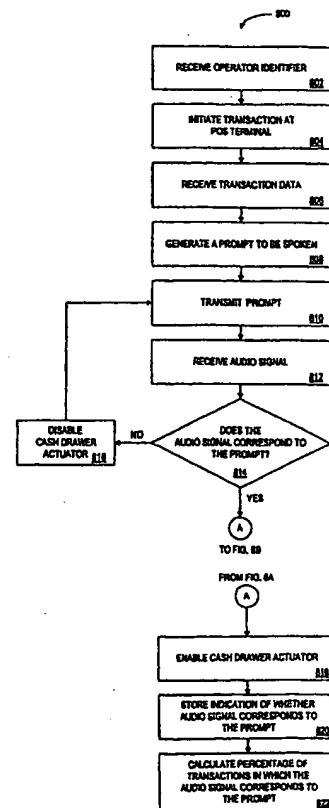 800
RECEIVE OPERATOR IDENTIFIER
802
INITIATE TRANSACTION AT
POS TERMINAL
804
RECEIVE TRANSACTION DATA
806
GENERATE A PROMPT TO BE SPOKEN
808
TRANSMIT PROMPT
810
RECEIVE AUDIO SIGNAL
812
DOES THE
AUDIO SIGNAL CORRESPOND TO
THE PROMPT?
814
NO
DISABLE
CASH DRAWER
ACTUATOR 816
YES
A
TO FIG. 8B
FROM FIG. 8A
A
ENABLE CASH DRAWER ACTUATOR
818
STORE INDICATION OF WHETHER
AUDIO SIGNAL CORRESPONDS TO
THE PROMPT 820
CALCULATE PERCENTAGE OF
TRANSACTIONS IN WHICH THE
AUDIO SIGNAL CORRESPONDS TO
THE PROMPT 822